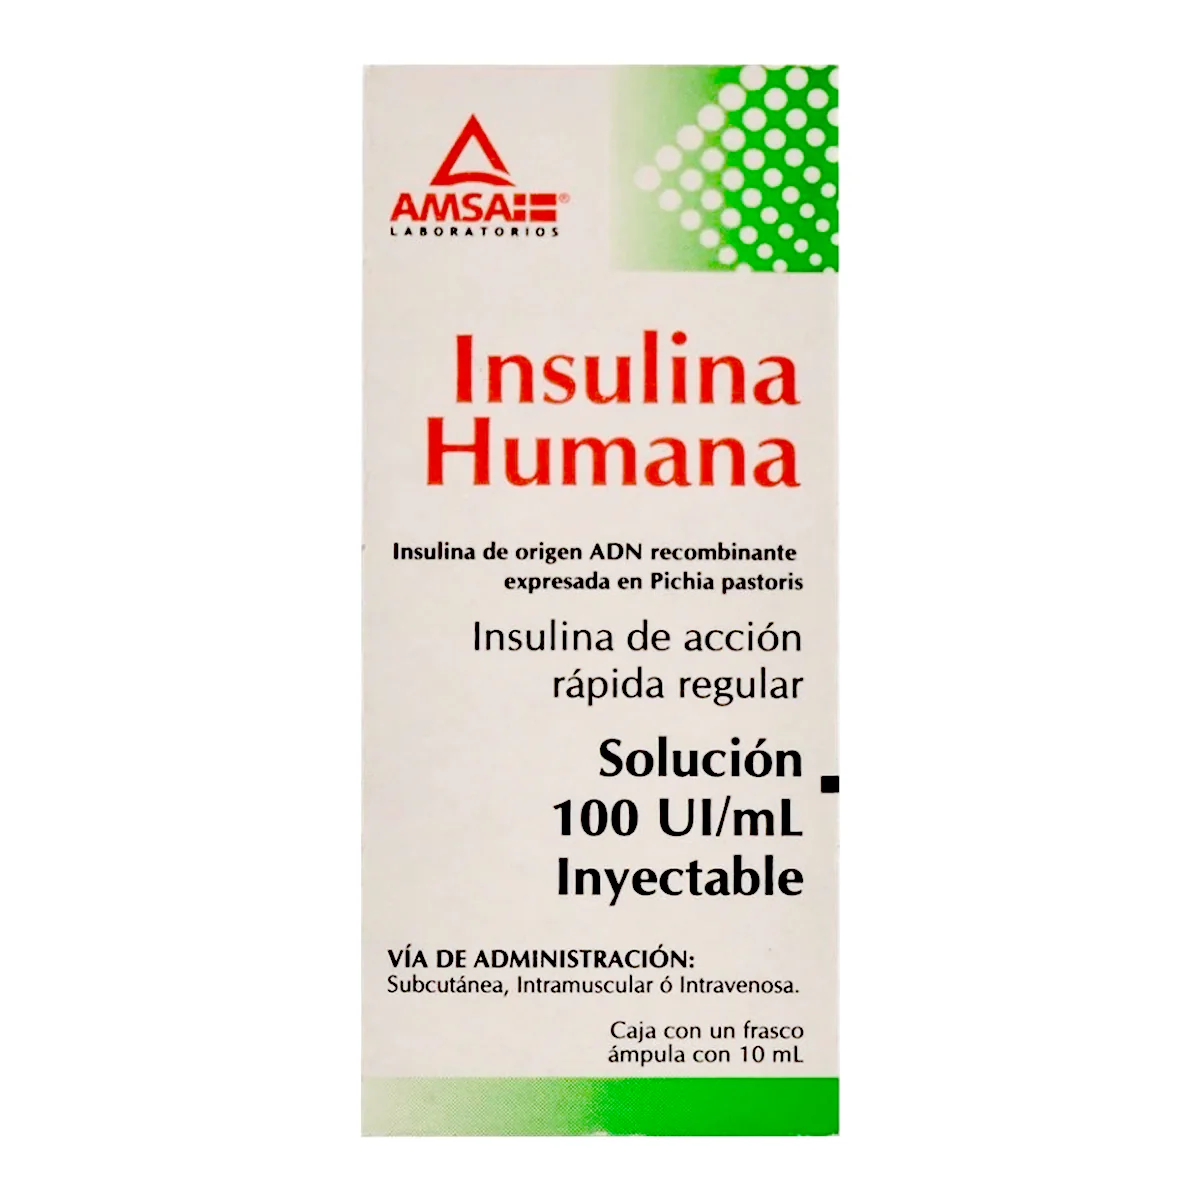 AMSA®
LABORATORIOS
Insulina
Humana
Insulina de origen ADN recombinante
expresada en Pichia pastoris
Insulina de acción
rápida regular
Solución
100 UI/mL
Inyectable
VÍA DE ADMINISTRACIÓN:
Subcutánea, Intramuscular ó Intravenosa.
Caja con un frasco
ámpula con 10 mL